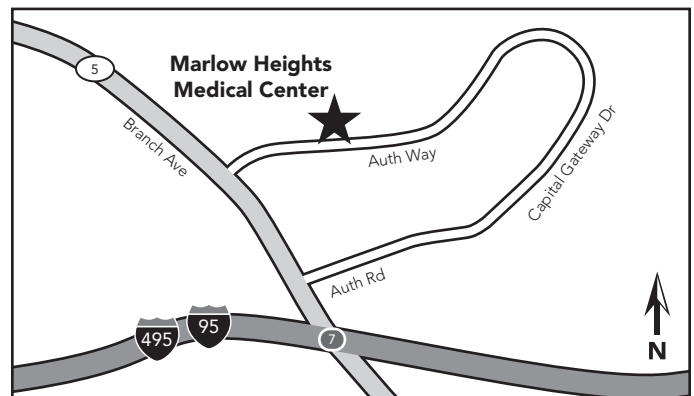 Marlow Heights
Medical Center
5
Branch Ave
Auth Way
Capital Gateway Dr
Auth Rd
495
95
7
N